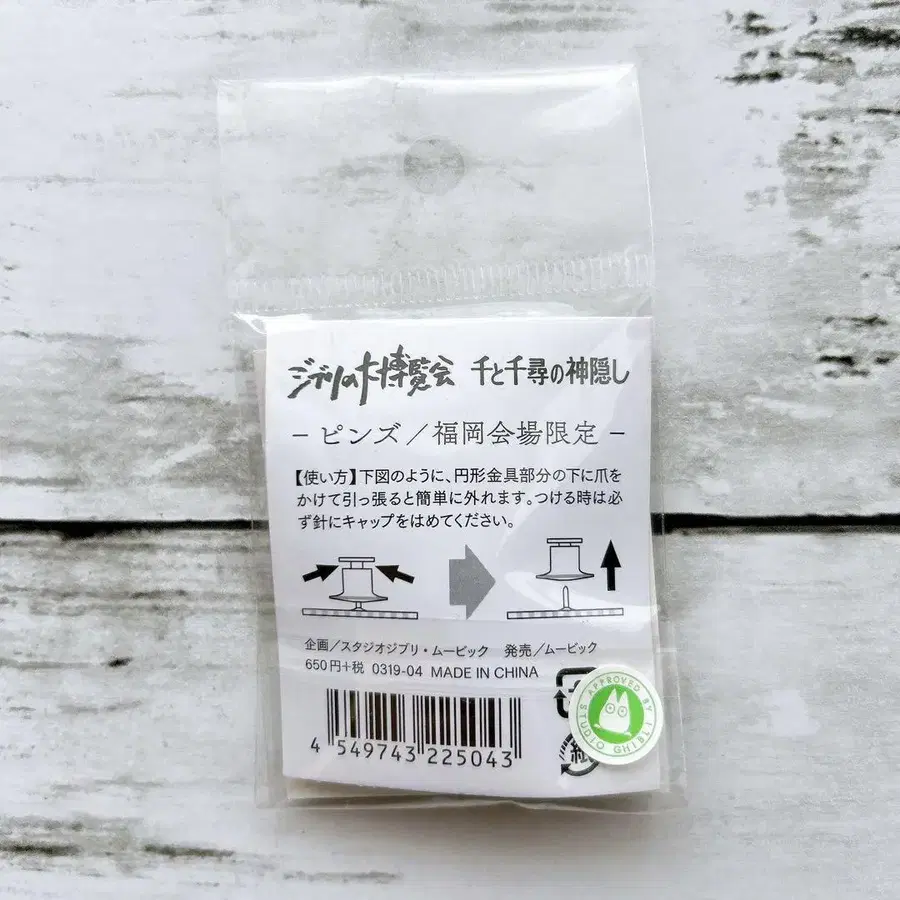 ジブリの大博覧会 千と千尋の神隠し
− ピンズ／福岡会場限定 −
【使い方】下図のように、円形金具部分の下に爪を
かけて引っ張ると簡単に外れます。つける時は必
ず針にキャップをはめてください。
企画／スタジオジブリ・ムービック 発売／ムービック
650円+税 0319-04 MADE IN CHINA
4 549743 225043
APPROVED BY STUDIO GHIBLI
紙